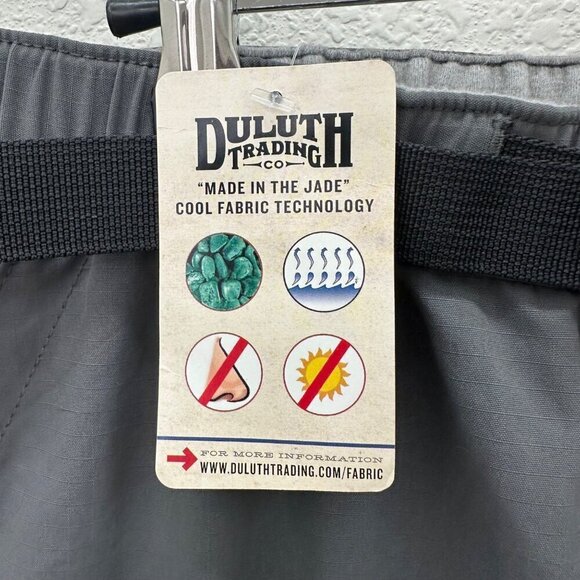 DULUTH
TRADING
CO
"MADE IN THE JADE"
COOL FABRIC TECHNOLOGY
FOR MORE INFORMATION
WWW.DULUTHTRADING.COM/FABRIC